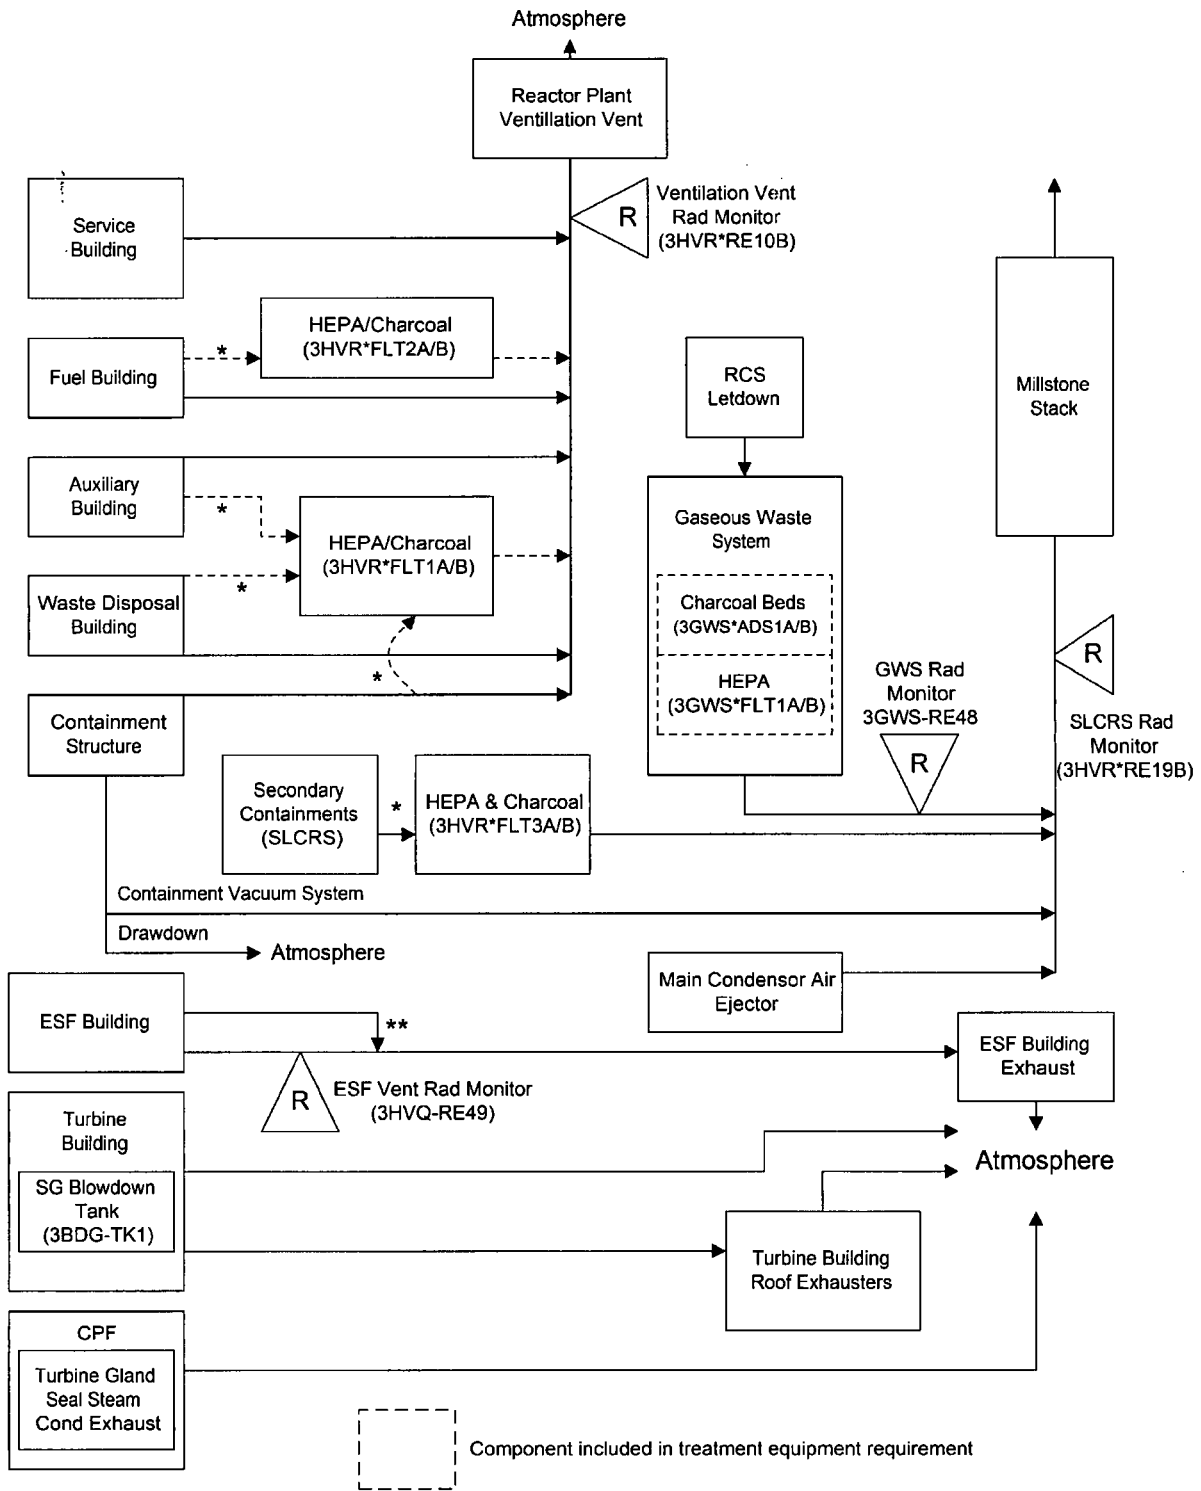 Atmosphere
Reactor Plant
Ventillation Vent
Service
Building
R
Ventilation Vent
Rad Monitor
(3HVR*RE10B)
HEPA/Charcoal
(3HVR*FLT2A/B)
*
Fuel Building
RCS
Letdown
Millstone
Stack
Auxiliary
Building
*
HEPA/Charcoal
(3HVR*FLT1A/B)
Gaseous Waste
System
Waste Disposal
Building
*
Charcoal Beds
(3GWS*ADS1A/B)
HEPA
(3GWS*FLT1A/B)
*
Containment
Structure
GWS Rad
Monitor
3GWS-RE48
R
R
SLCRS Rad
Monitor
(3HVR*RE19B)
Secondary
Containments
(SLCRS)
*
HEPA & Charcoal
(3HVR*FLT3A/B)
Containment Vacuum System
Drawdown
Atmosphere
Main Condensor Air
Ejector
ESF Building
**
R
ESF Vent Rad Monitor
(3HVQ-RE49)
ESF Building
Exhaust
Turbine
Building
SG Blowdown
Tank
(3BDG-TK1)
Atmosphere
Turbine Building
Roof Exhausters
CPF
Turbine Gland
Seal Steam
Cond Exhaust
Component included in treatment equipment requirement